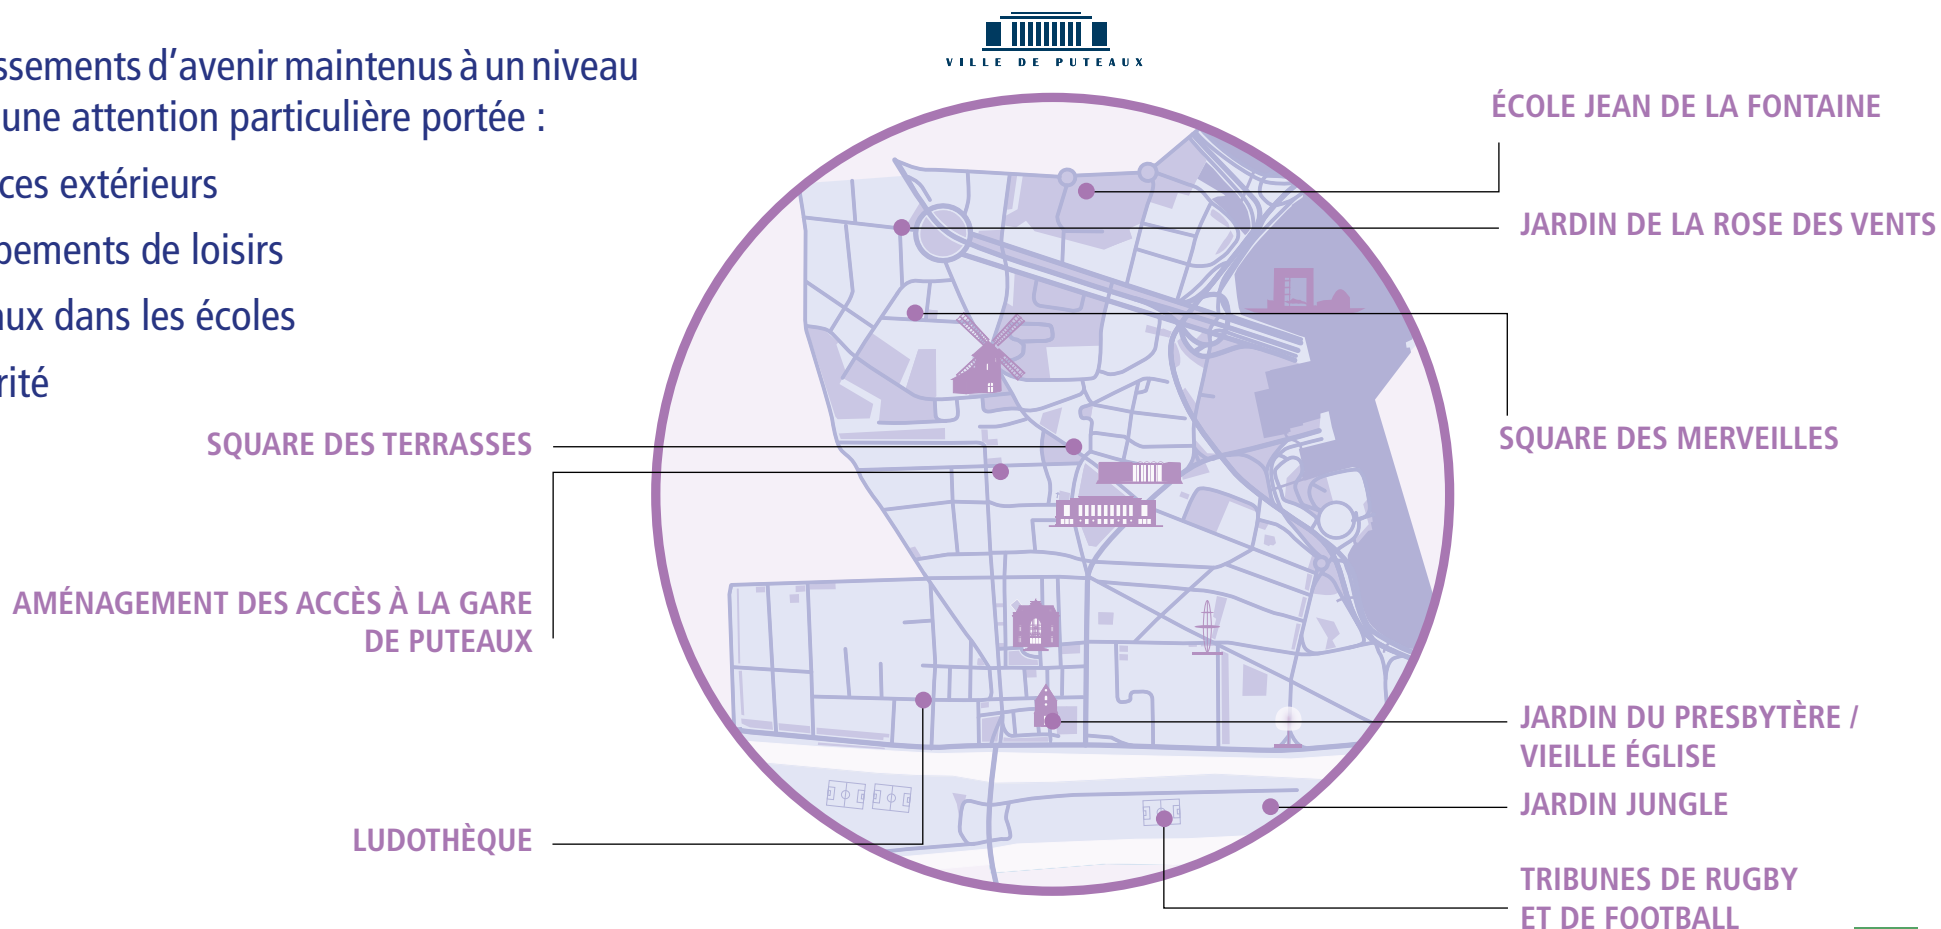 VILLE DE PUTEAUX
ssements d'avenir maintenus à un niveau
une attention particulière portée :
ces extérieurs
pements de loisirs
aux dans les écoles
rité
ÉCOLE JEAN DE LA FONTAINE
JARDIN DE LA ROSE DES VENTS
SQUARE DES TERRASSES
SQUARE DES MERVEILLES
AMÉNAGEMENT DES ACCÈS À LA GARE
DE PUTEAUX
JARDIN DU PRESBYTÈRE /
VIEILLE ÉGLISE
JARDIN JUNGLE
LUDOTHÈQUE
TRIBUNES DE RUGBY
ET DE FOOTBALL